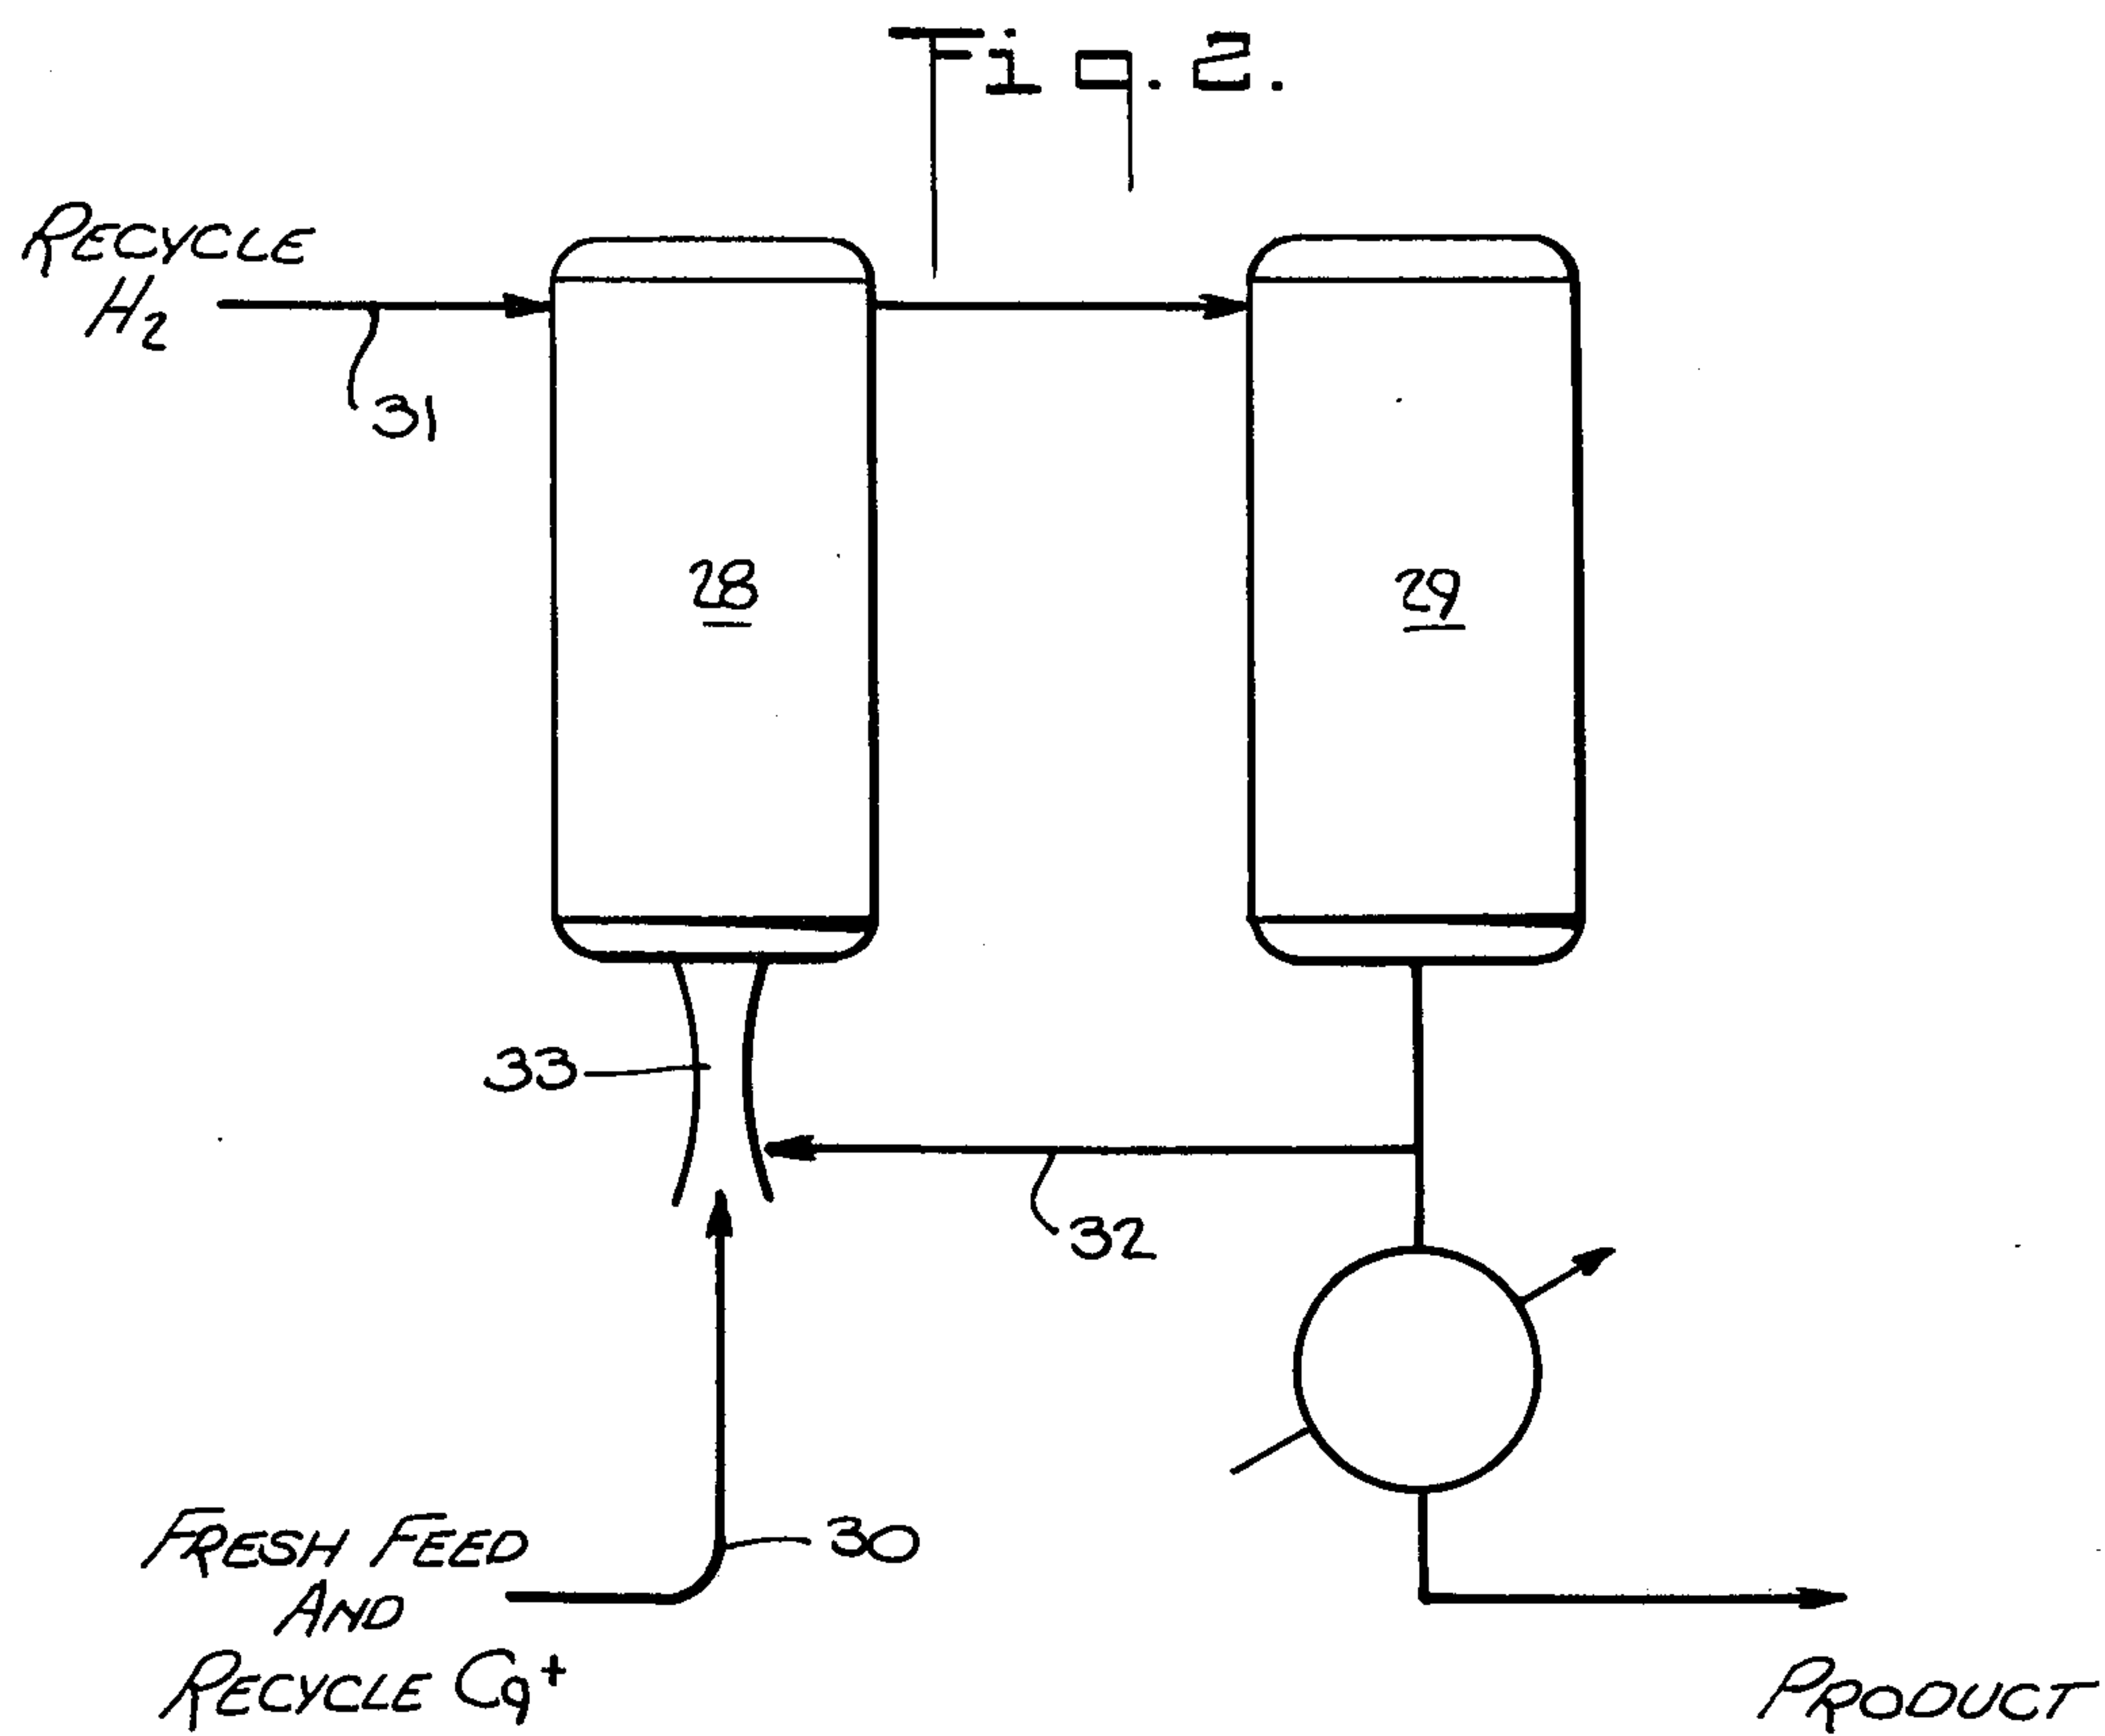 Fig. 2.
RECYCLE
H2
31
28
29
33
32
30
FRESH FEED
AND
RECYCLE C9+
PRODUCT